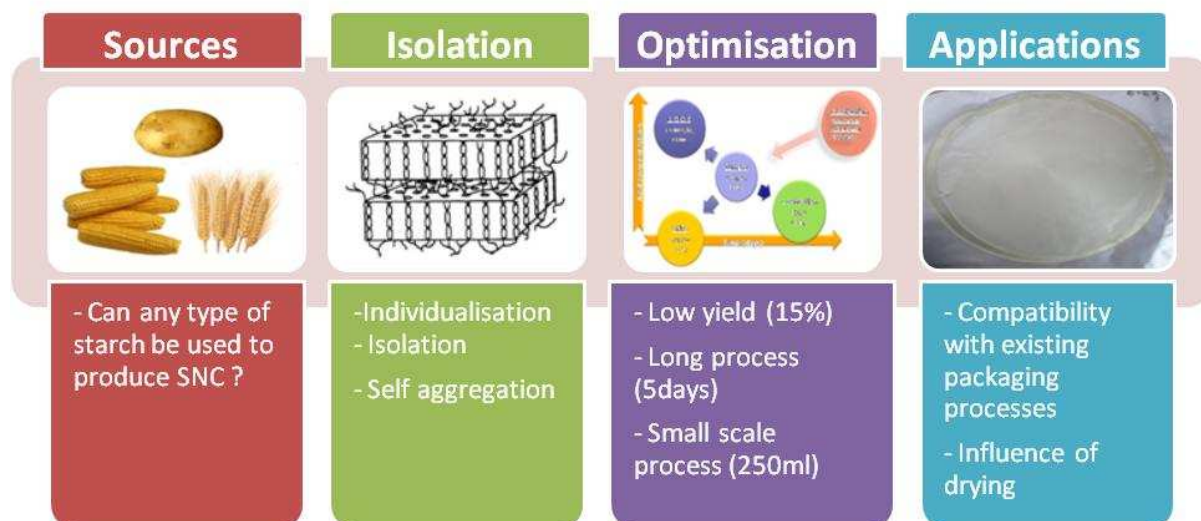 Sources
Isolation
Optimisation
Applications
- Can any type of
starch be used to
produce SNC ?
-Individualisation
- Isolation
- Self aggregation
- Low yield (15%)
- Long process
(5days)
- Small scale
process (250ml)
- Compatibility
with existing
packaging
processes
- Influence of
drying